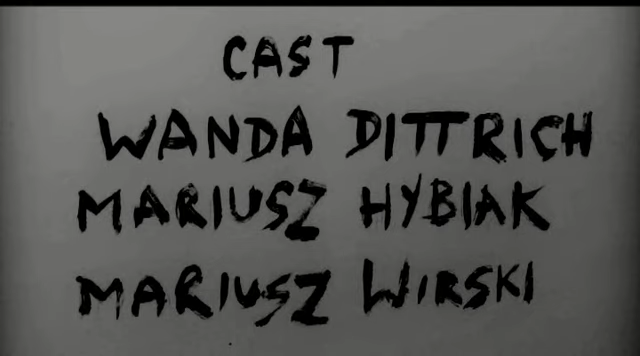 CAST
WANDA DITTRICH
MARIUSZ HYBIAK
MARIUSZ WIRSKI